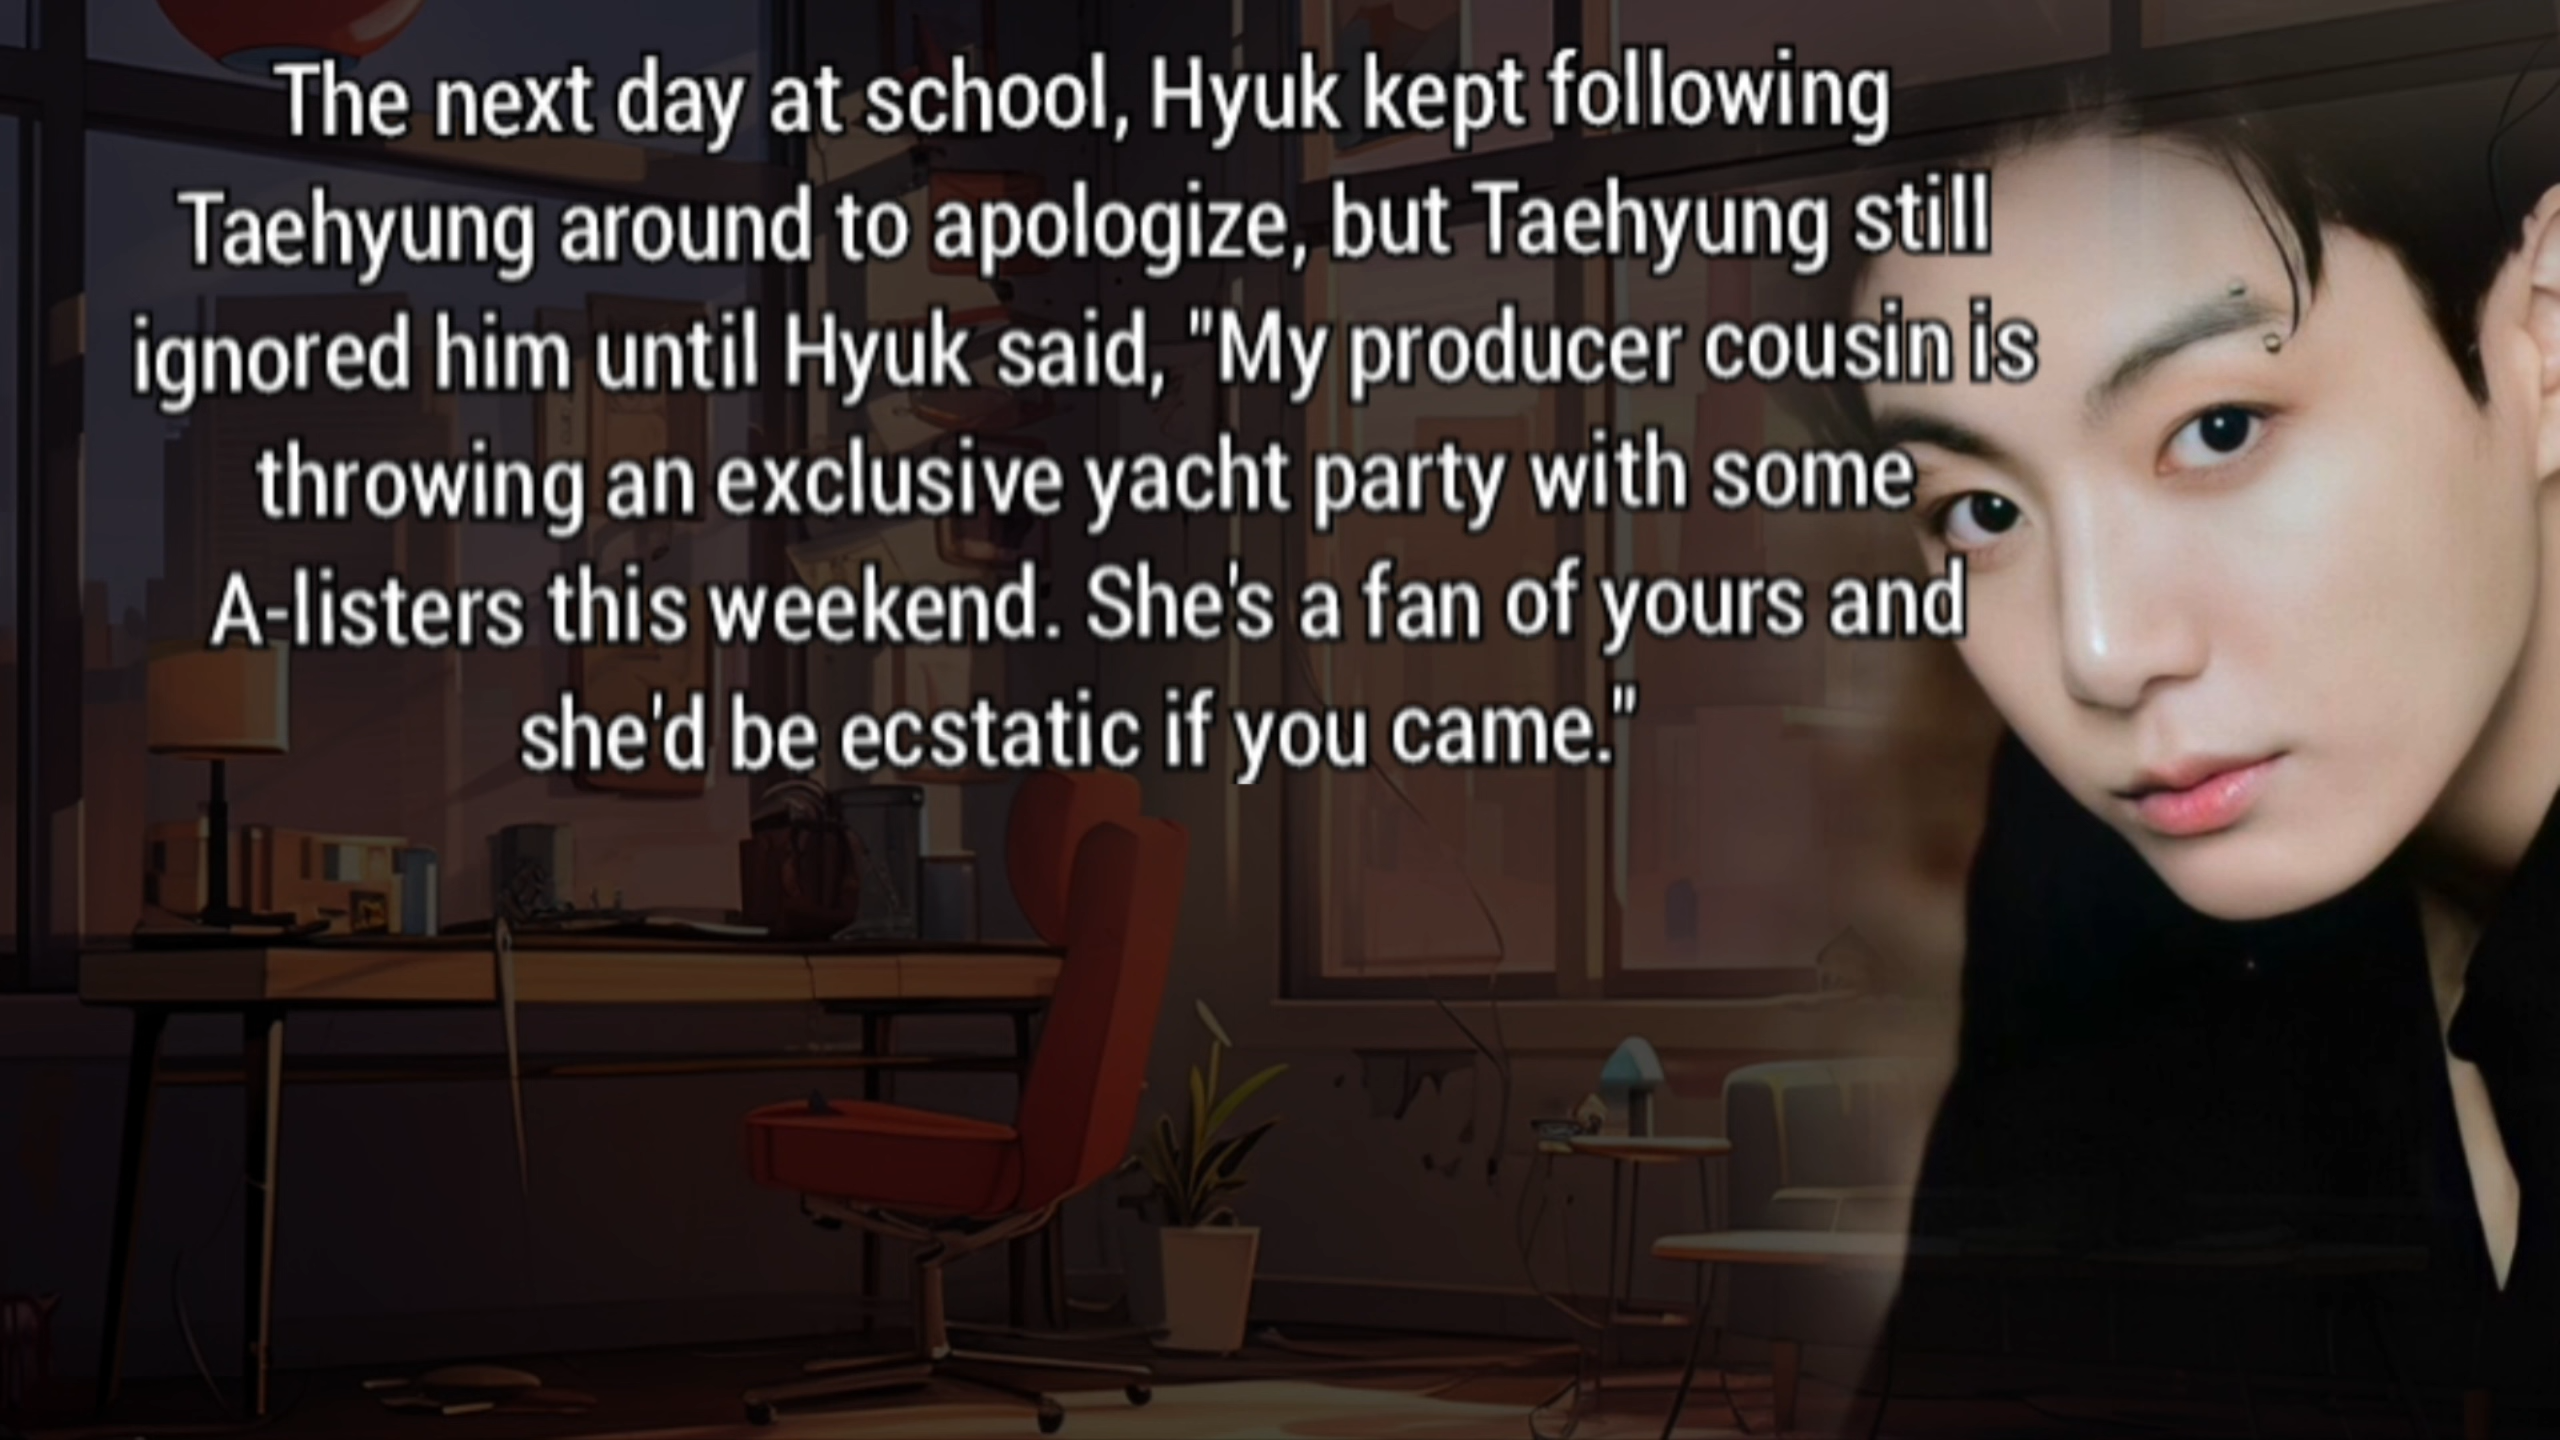 The next day at school, Hyuk kept following
Taehyung around to apologize, but Taehyung still
ignored him until Hyuk said, "My producer cousin is
throwing an exclusive yacht party with some
A-listers this weekend. She's a fan of yours and
she'd be ecstatic if you came."